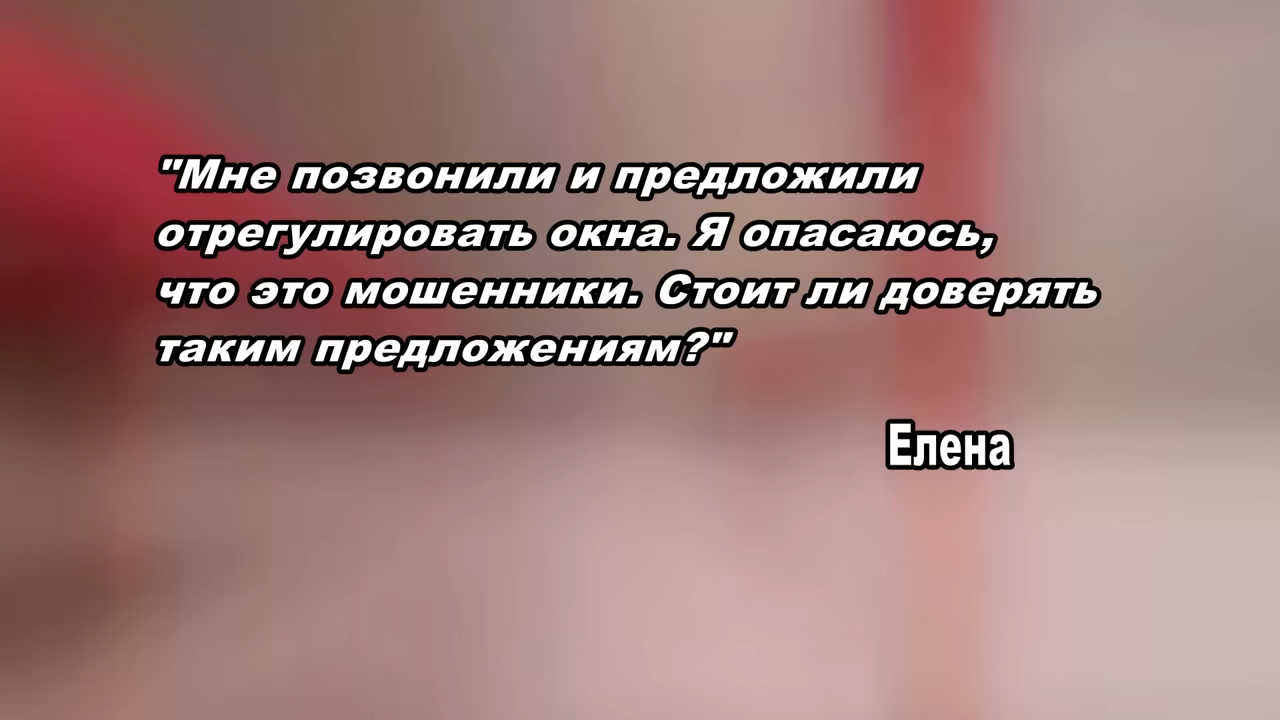 "Мне позвонили и предложили
отрегулировать окна. Я опасаюсь,
что это мошенники. Стоит ли доверять
таким предложениям?"
Елена